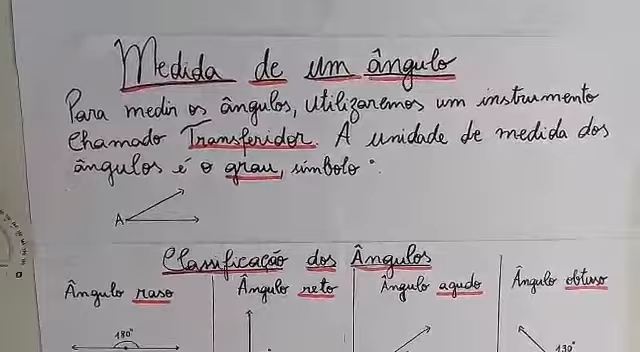 Medida de um ângulo
Para medir os ângulos, utilizaremos um instrumento
chamado Transferidor. A unidade de medida dos
ângulos é o grau, símbolo °.
A
Classificação dos Ângulos
Ângulo raso Ângulo reto Ângulo agudo Ângulo obtuso
180° 130°